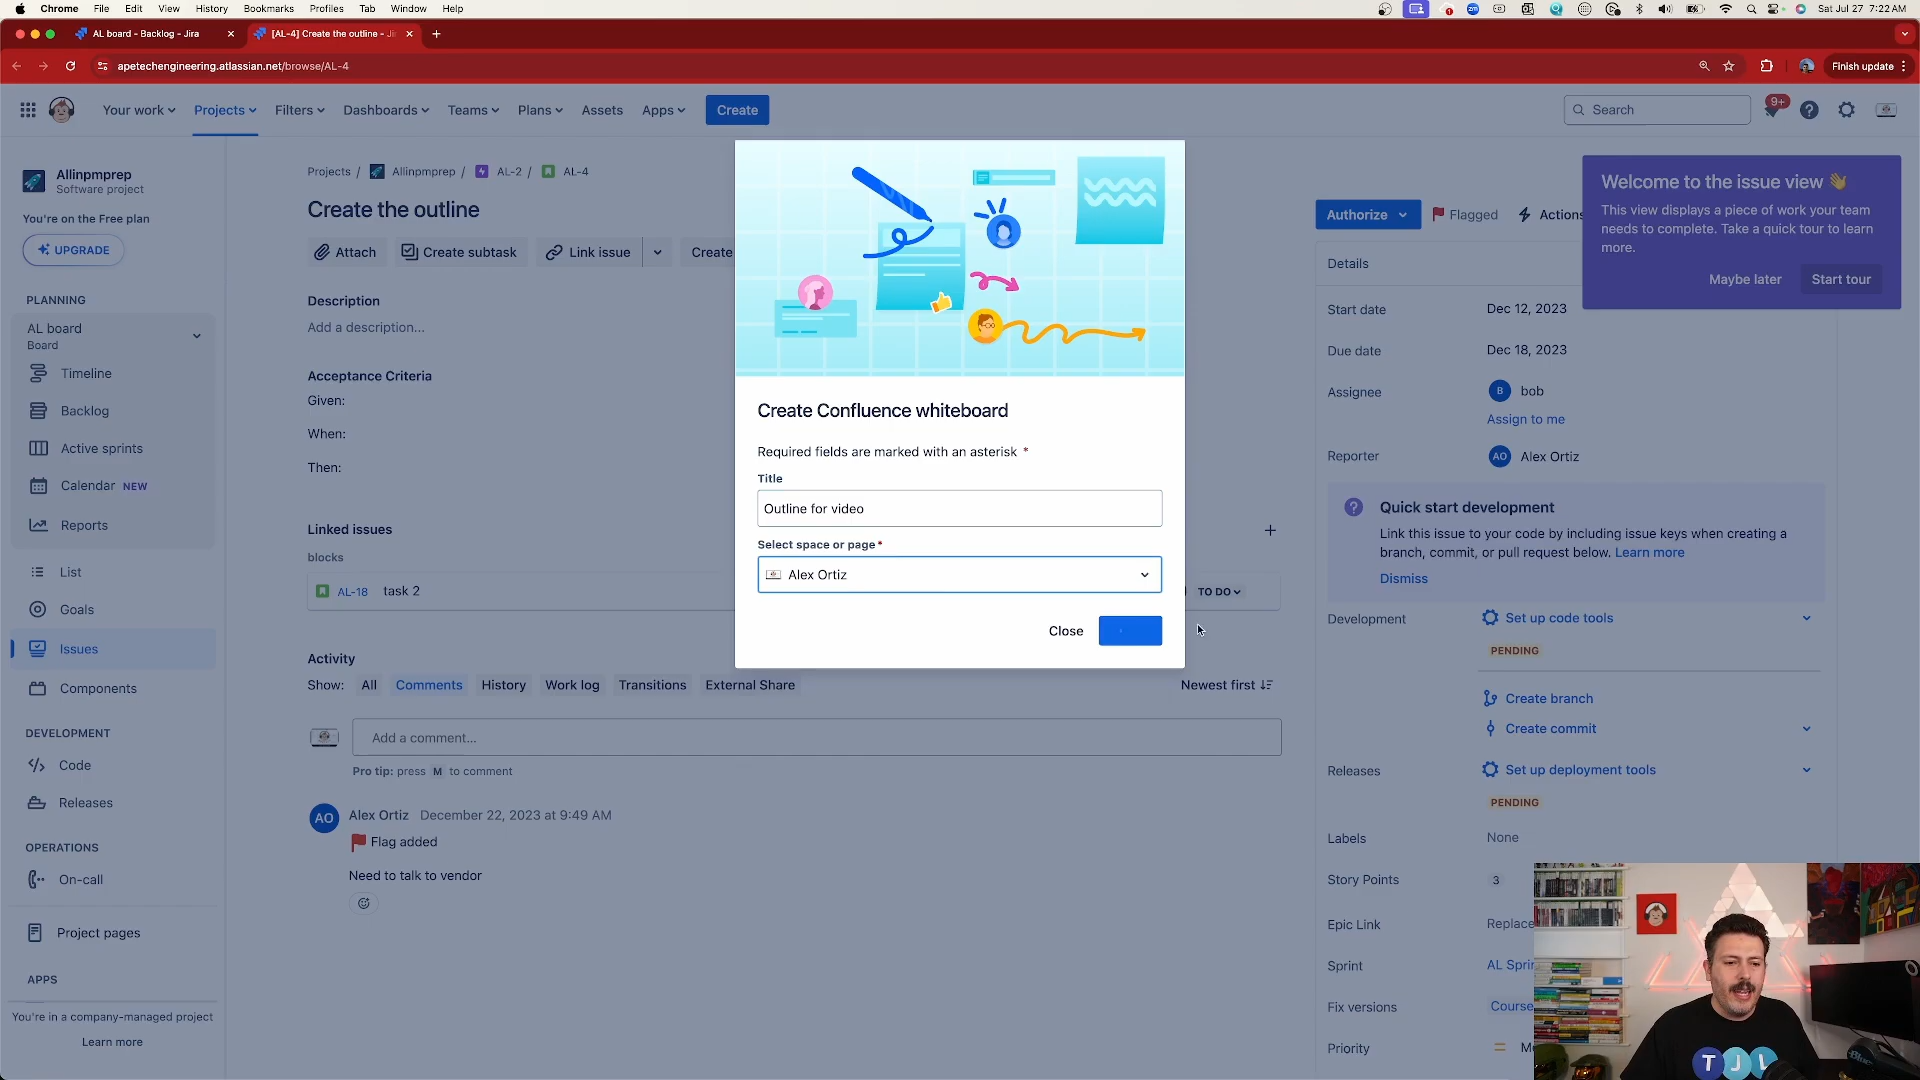 Chrome File Edit View History Bookmarks Profiles Tab Window Help
Sat Jul 27 7:22 AM
AL board - Backlog - Jira
[AL-4] Create the outline - Ji
apetechengineering.atlassian.net/browse/AL-4
Finish update
Your work
Projects
Filters
Dashboards
Teams
Plans
Assets
Apps
Create
Search
9+
Allinpmprep
Software project
You're on the Free plan
UPGRADE
PLANNING
AL board
Board
Timeline
Backlog
Active sprints
Calendar NEW
Reports
List
Goals
Issues
Components
DEVELOPMENT
Code
Releases
OPERATIONS
On-call
Project pages
APPS
You're in a company-managed project
Learn more
Projects / Allinpmprep / AL-2 / AL-4
Create the outline
Attach
Create subtask
Link issue
Create
Description
Add a description...
Acceptance Criteria
Given:
When:
Then:
Linked issues
blocks
AL-18 task 2
TO DO
Activity
Show: All Comments History Work log Transitions External Share
Newest first
Add a comment...
Pro tip: press M to comment
AO Alex Ortiz December 22, 2023 at 9:49 AM
Flag added
Need to talk to vendor
Create Confluence whiteboard
Required fields are marked with an asterisk *
Title
Outline for video
Select space or page *
Alex Ortiz
Close
Authorize
Flagged
Actions
Welcome to the issue view 👋
This view displays a piece of work your team
needs to complete. Take a quick tour to learn
more.
Maybe later
Start tour
Details
Start date Dec 12, 2023
Due date Dec 18, 2023
Assignee B bob
Assign to me
Reporter AO Alex Ortiz
Quick start development
Link this issue to your code by including issue keys when creating a
branch, commit, or pull request below. Learn more
Dismiss
Development Set up code tools
PENDING
Create branch
Create commit
Releases Set up deployment tools
PENDING
Labels None
Story Points 3
Epic Link Replace
Sprint AL Sprin
Fix versions Course
Priority
TJL